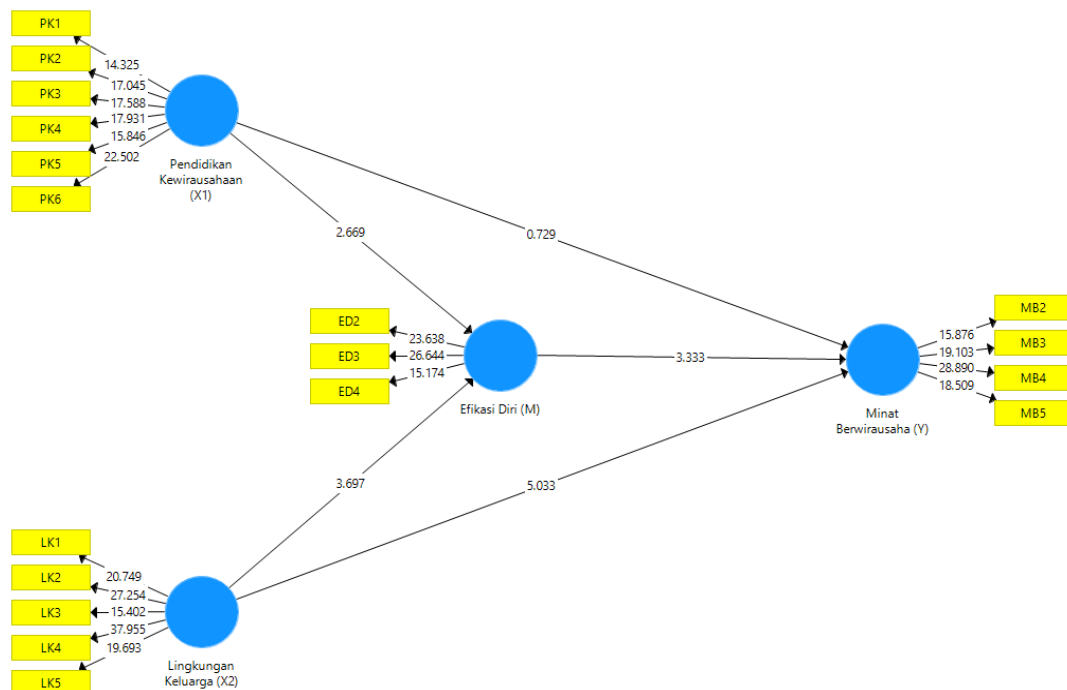 PK1
PK2
PK3
PK4
PK5
PK6
14.325
17.045
17.588
17.931
15.846
22.502
Pendidikan
Kewirausahaan
(X1)
2.669
0.729
ED2
ED3
ED4
23.638
26.644
15.174
Efikasi Diri (M)
3.333
15.876
19.103
28.890
18.509
MB2
MB3
MB4
MB5
Minat
Berwirausaha (Y)
3.697
5.033
LK1
LK2
LK3
LK4
LK5
20.749
27.254
15.402
37.955
19.693
Lingkungan
Keluarga (X2)